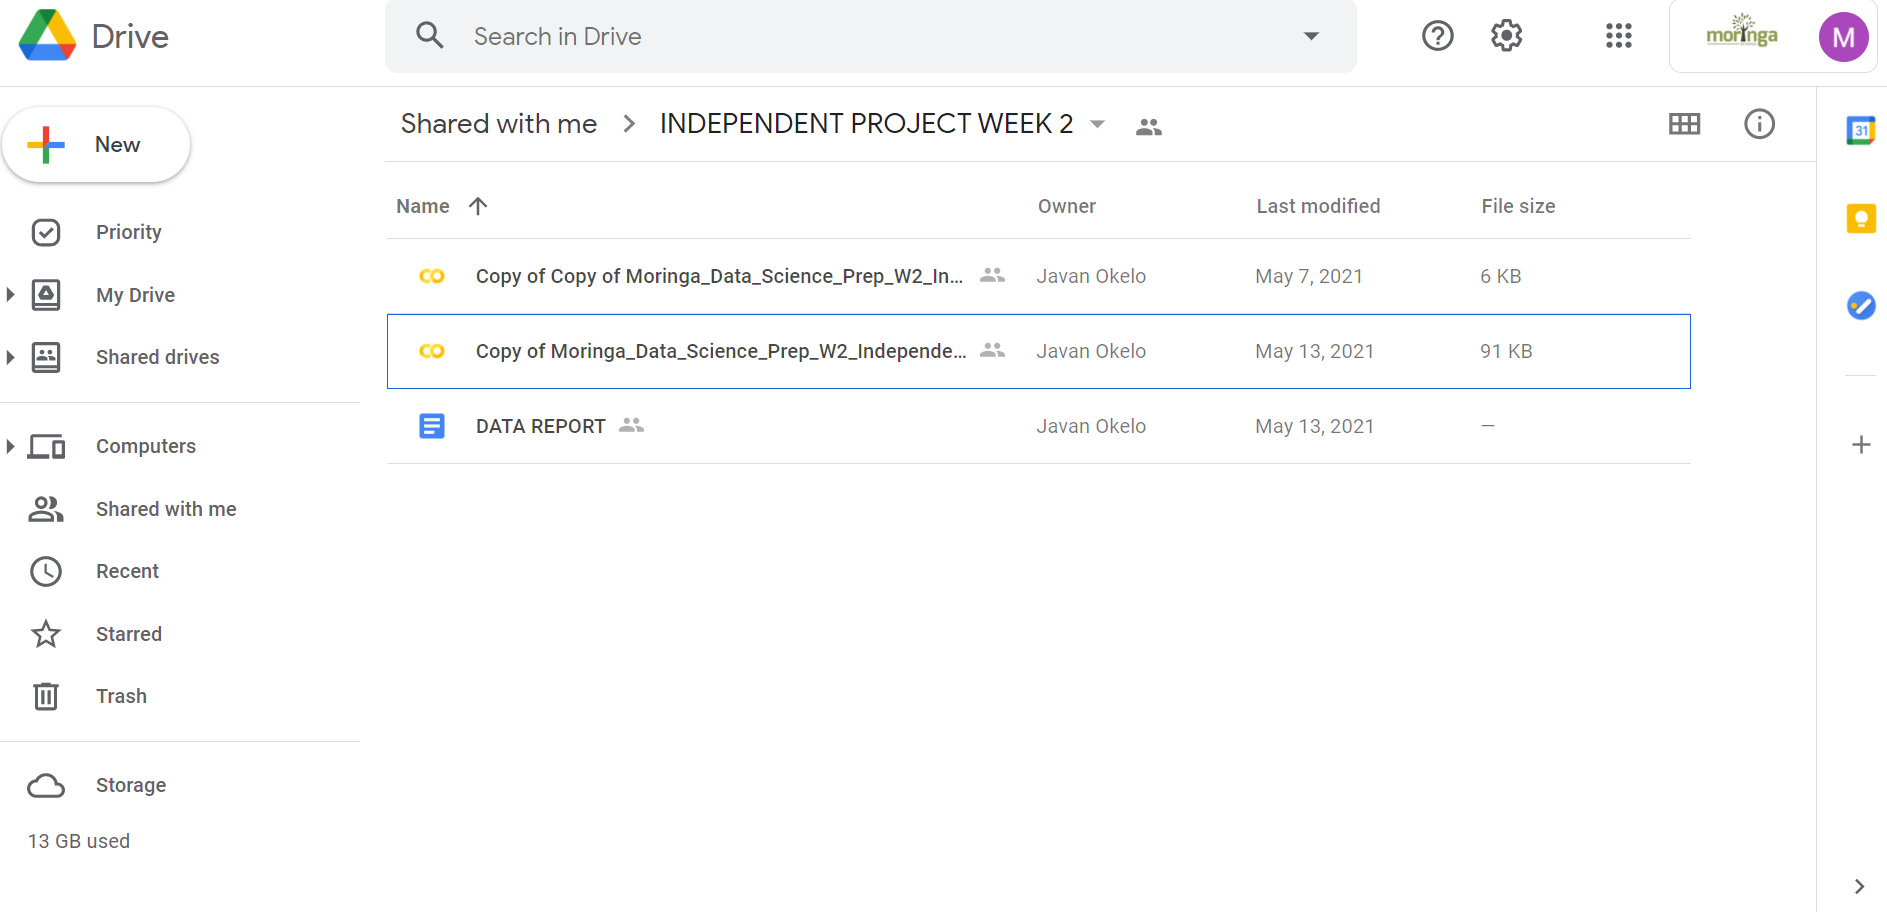 Drive
Search in Drive
moringa
M
New
Shared with me
INDEPENDENT PROJECT WEEK 2
31
Name
Owner
Last modified
File size
Priority
Copy of Copy of Moringa_Data_Science_Prep_W2_In...
Javan Okelo
May 7, 2021
6 KB
My Drive
Copy of Moringa_Data_Science_Prep_W2_Independe...
Javan Okelo
May 13, 2021
91 KB
Shared drives
DATA REPORT
Javan Okelo
May 13, 2021
—
Computers
Shared with me
Recent
Starred
Trash
Storage
13 GB used